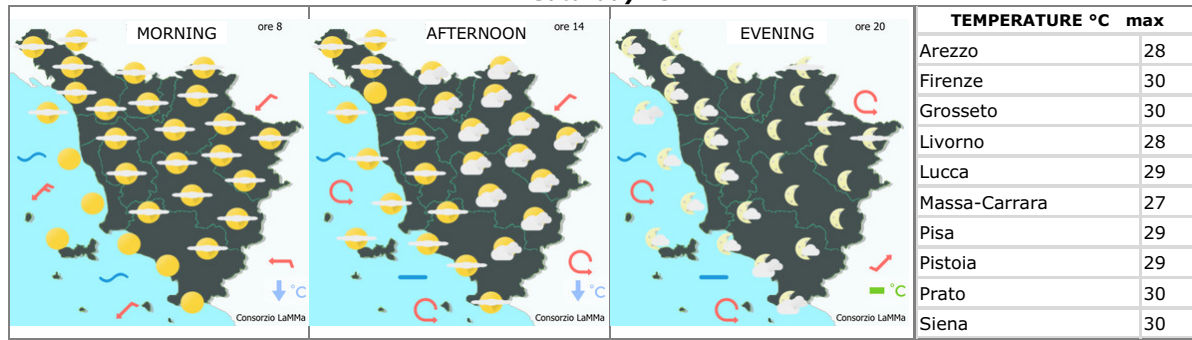 MORNING ore 8
AFTERNOON ore 14
EVENING ore 20
°C
°C
°C
Consorzio LaMMa
Consorzio LaMMa
Consorzio LaMMa
TEMPERATURE °C max
Arezzo 28
Firenze 30
Grosseto 30
Livorno 28
Lucca 29
Massa-Carrara 27
Pisa 29
Pistoia 29
Prato 30
Siena 30